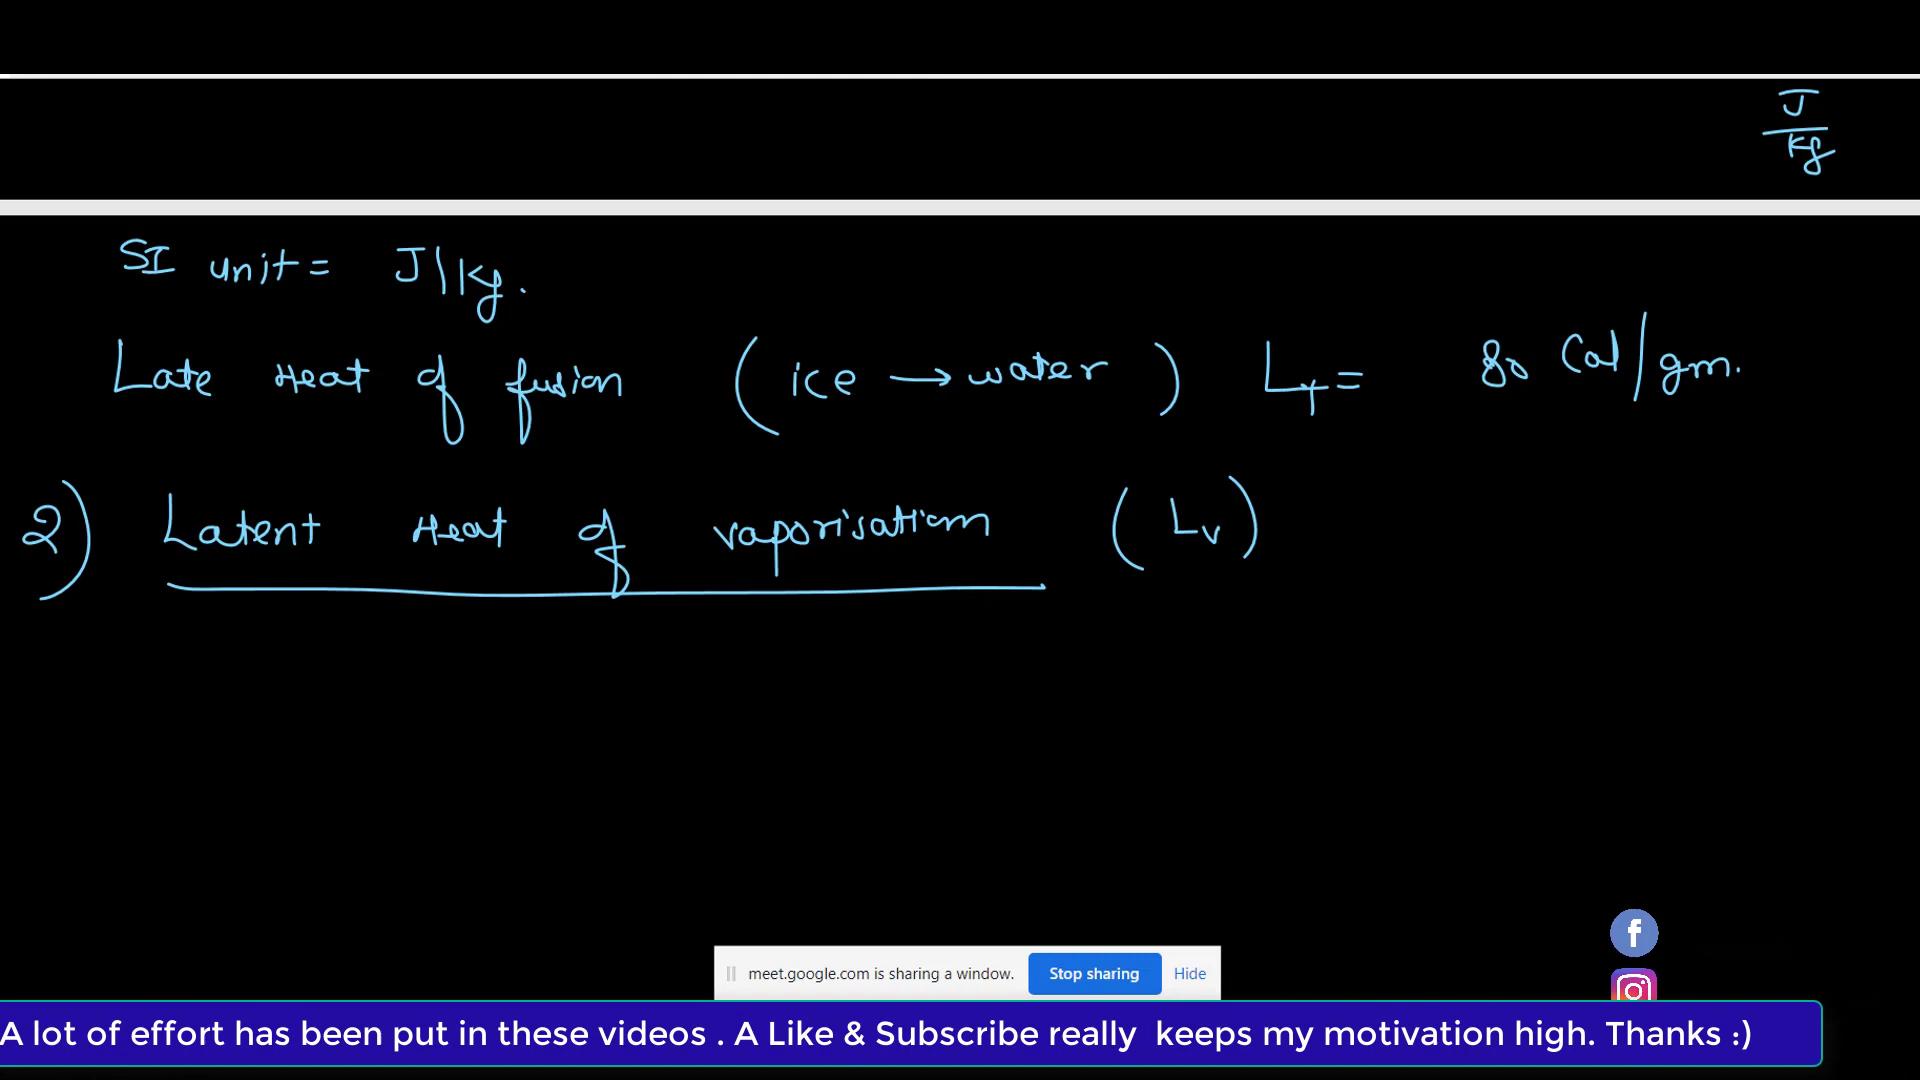 J
kg
SI unit = J\kg.
Late Heat of fusion (ice → water) Lf = 80 Cal/gm.
2) Latent Heat of vaporisation (Lv)
meet.google.com is sharing a window. Stop sharing Hide
A lot of effort has been put in these videos . A Like & Subscribe really keeps my motivation high. Thanks :)